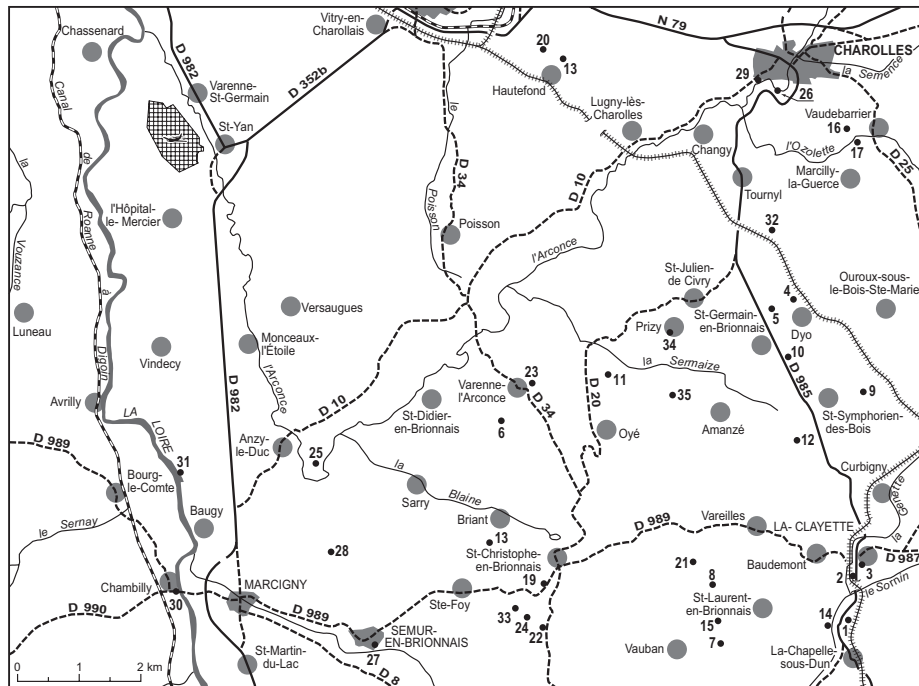 Chassenard
Vitry-en-
Charollais
20
N 79
D 982
D 352b
13
CHAROLLES
Hautefond
29
la Semence
26
Canal
Varenne-
St-Germain
le
Lugny-lès-
Charolles
Vaudebarrier
16
St-Yan
Changy
l'Ozolette
17
D 34
D 10
Marcilly-
la-Guerce
D 25
la
de
Tournyl
Poisson
l'Hôpital-
le-Mercier
Poisson
Roanne
32
l'Arconce
Vouzance
St-Julien-
de Civry
Ouroux-sous-
le-Bois-Ste-Marie
4
Versaugues
à
St-Germain-
en-Brionnais
5
Luneau
Dyo
Prizy
34
Monceaux-
l'Étoile
Vindecy
10
Digoin
la Sermaize
l'Arconce
D 982
23
11
D 985
Varenne-
l'Arconce
D 10
35
9
Avrilly
LA
D 34
D 20
St-Didier-
en-Brionnais
St-Symphorien-
des-Bois
LOIRE
6
Amanzé
Oyé
D 989
Anzy-
le-Duc
12
25
31
Curbigny
Bourg-
le-Comte
la
Sarry
Blaine
Genette
la
Baugy
Briant
D 989
Vareilles
LA- CLAYETTE
le Sernay
13
28
St-Christophe-
en-Brionnais
21
Baudemont
D 987
3
2
Chambilly
19
8
le Sornin
MARCIGNY
30
D 990
D 989
Ste-Foy
St-Laurent-
en-Brionnais
33
24
22
15
14
1
SEMUR-
EN-BRIONNAIS
7
27
Vauban
0 1 2 km
St-Martin-
du-Lac
D 8
La-Chapelle-
sous-Dun